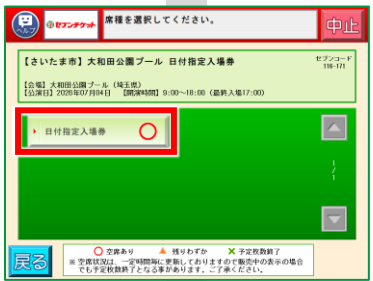 ヘルプ
セブンチケット
席種を選択してください。
中止
【さいたま市】大和田公園プール 日付指定入場券
セブンコード
116-171
【会場】大和田公園プール (埼玉県)
【公演日】2026年07月04日 【開演時間】9:00~18:00 (最終入場17:00)
日付指定入場券
1/1
戻る
○ 空席あり ▲ 残りわずか × 予定枚数終了
※ 空席状況は、一定時間毎に更新しておりますので販売中の表示の場合
でも予定枚数終了となる事があります。ご了承ください。